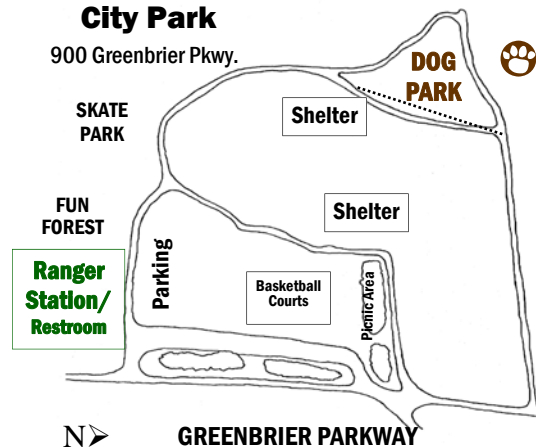 City Park
900 Greenbrier Pkwy.
DOG
PARK
SKATE
PARK
Shelter
FUN
FOREST
Shelter
Ranger
Station/
Restroom
Parking
Basketball
Courts
Picnic Area
N
GREENBRIER PARKWAY